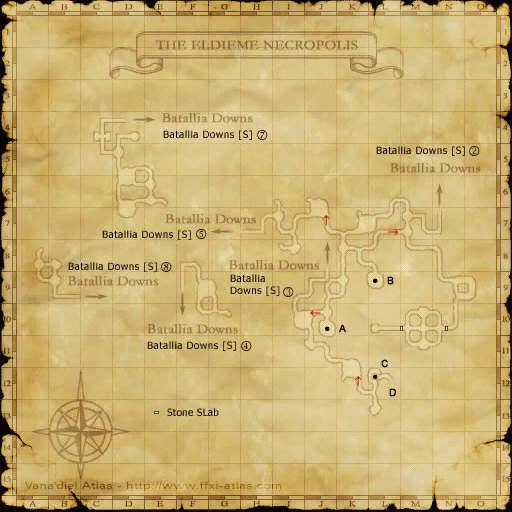 A B C D E F G H I J K L M N O
THE ELDIEME NECROPOLIS
Batallia Downs
Batallia Downs [S] ⑦
Batallia Downs [S] ②
Batallia Downs
Batallia Downs
Batallia Downs [S] ⑤
Batallia Downs [S] ⑧
Batallia Downs
Batallia Downs
Batallia
Downs [S] ③
B
Batallia Downs
Batallia Downs [S] ④
A
C
D
Stone SLab
Vana'diel Atlas - http://www.ffxi-atlas.com
1
2
3
4
5
6
7
8
9
10
11
12
13
14
15